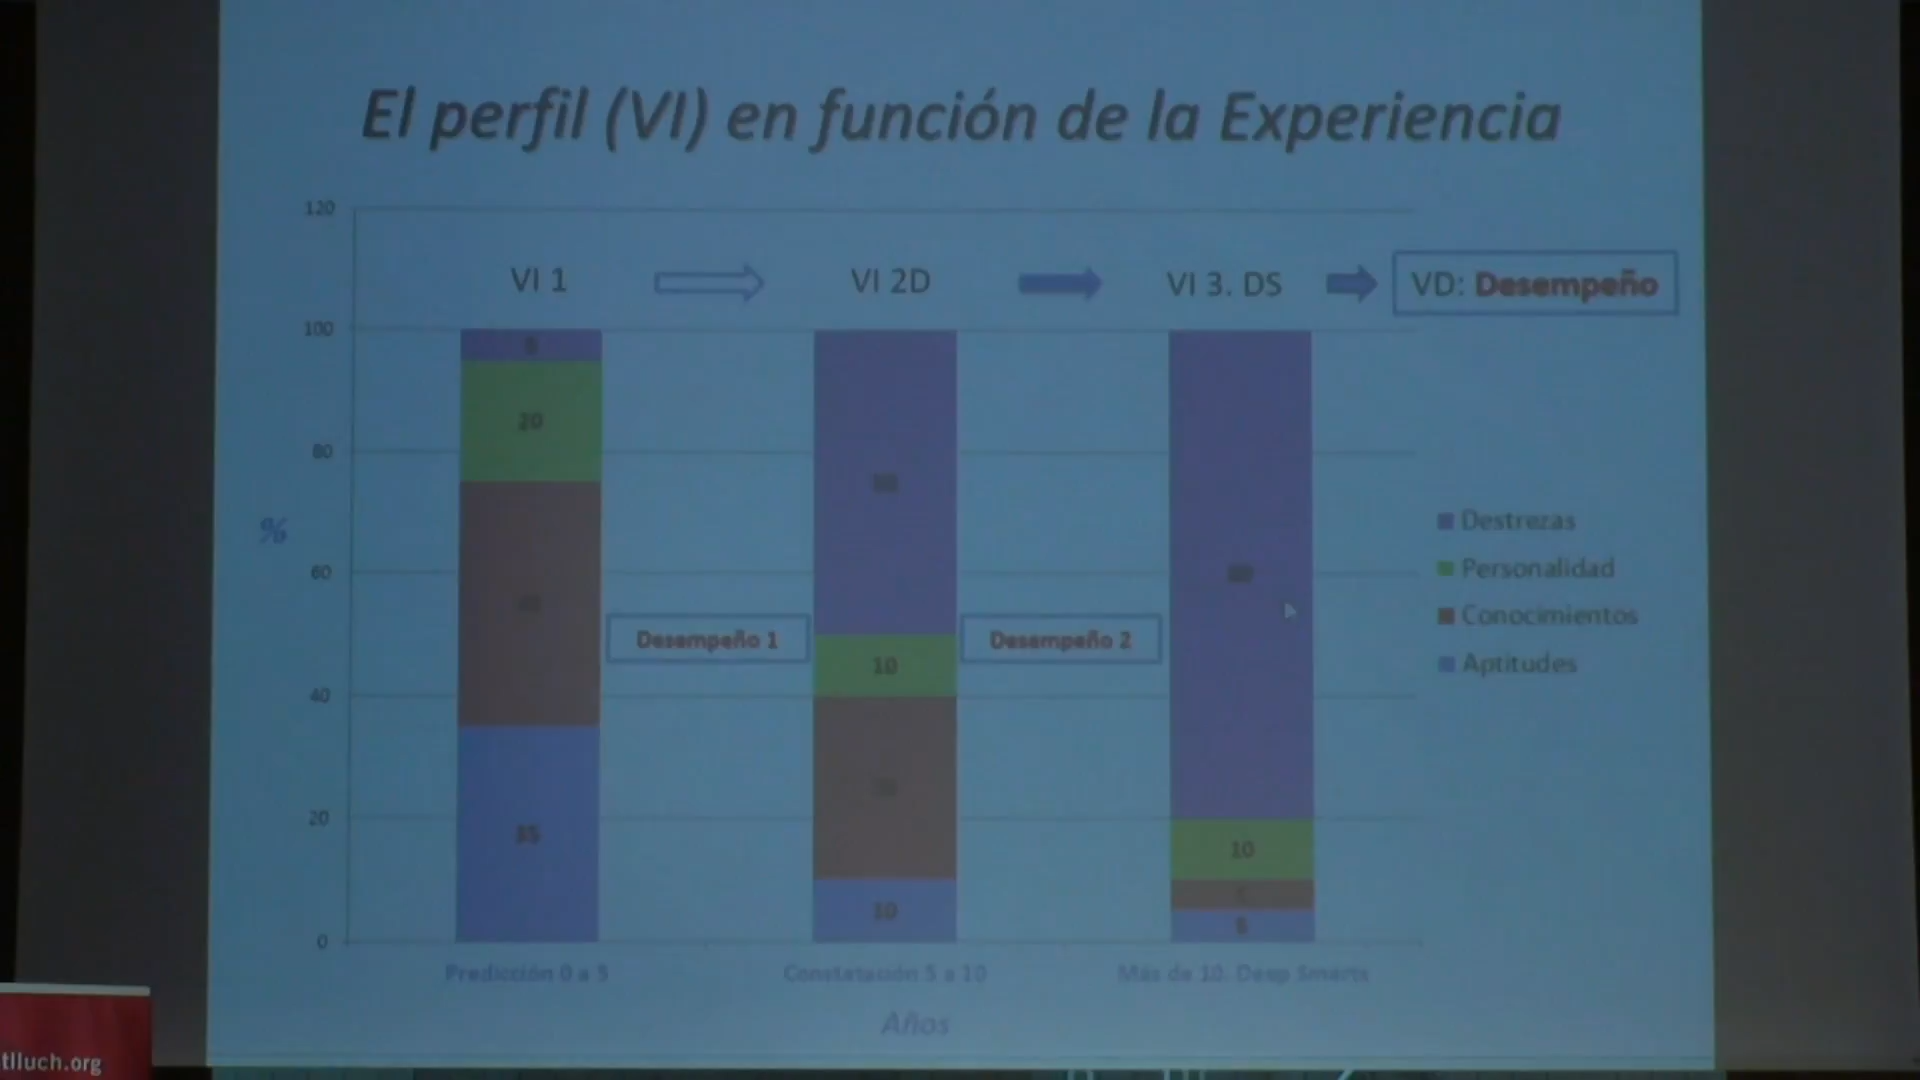 El perfil (VI) en función de la Experiencia
120
VI 1
VI 2D
VI 3. DS
VD: Desempeño
100
5
20
80
%
Destrezas
60
Personalidad
Conocimientos
Desempeño 1
Desempeño 2
10
Aptitudes
40
20
35
10
10
5
0
Predicción 0 a 5
Constatación 5 a 10
Más de 10. Deep Smarts
Años
tlluch.org